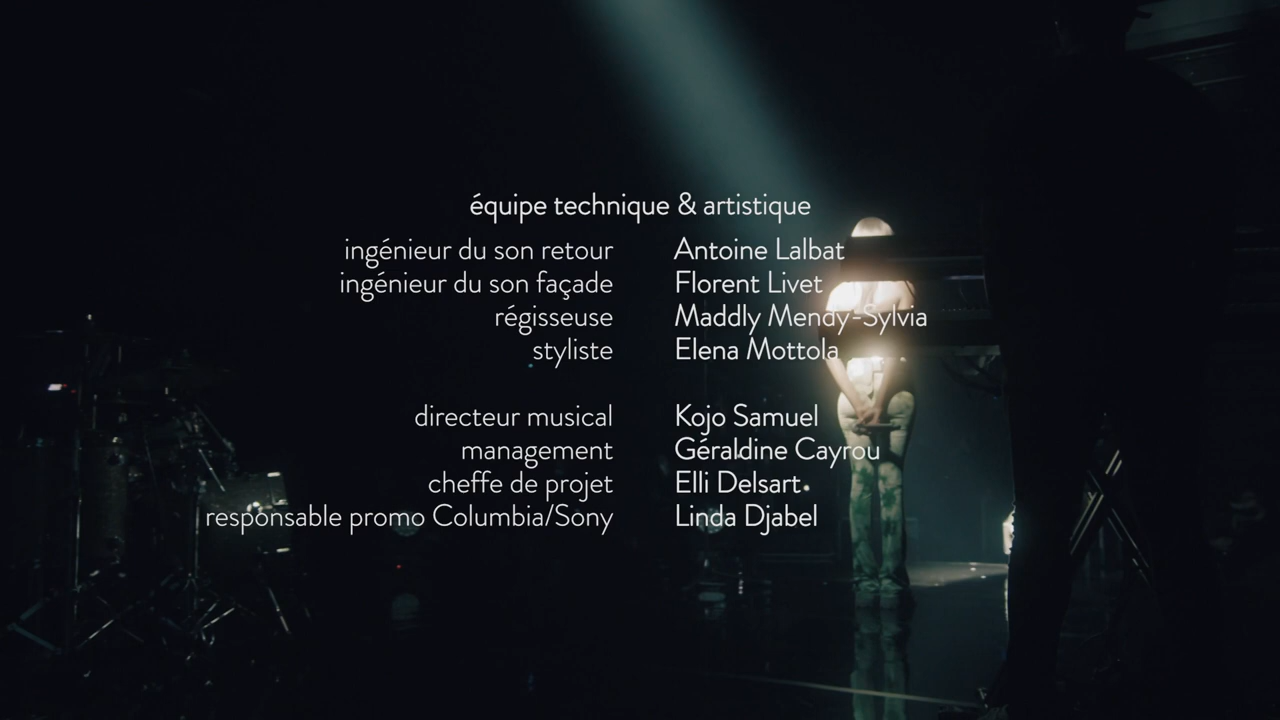 équipe technique & artistique
ingénieur du son retour Antoine Lalbat
ingénieur du son façade Florent Livet
régisseuse Maddly Mendy-Sylvia
styliste Elena Mottola
directeur musical Kojo Samuel
management Géraldine Cayrou
cheffe de projet Elli Delsart
responsable promo Columbia/Sony Linda Djabel